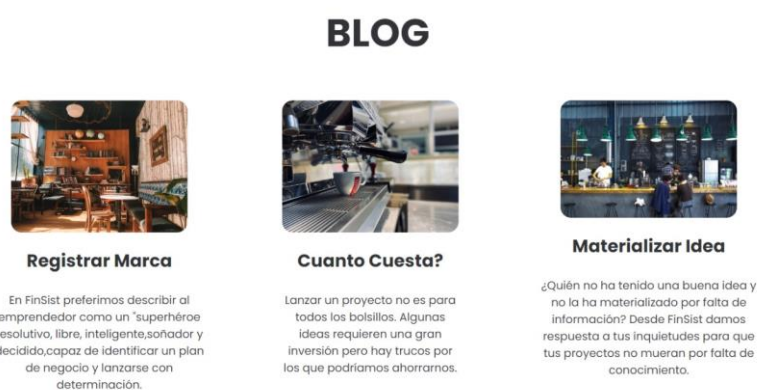 BLOG
Registrar Marca
En FinSist preferimos describir al
emprendedor como un "superhéroe
resolutivo, libre, inteligente,soñador y
decidido,capaz de identificar un plan
de negocio y lanzarse con
determinación.
Cuanto Cuesta?
Lanzar un proyecto no es para
todos los bolsillos. Algunas
ideas requieren una gran
inversión pero hay trucos por
los que podríamos ahorrarnos.
Materializar Idea
¿Quién no ha tenido una buena idea y
no la ha materializado por falta de
información? Desde FinSist damos
respuesta a tus inquietudes para que
tus proyectos no mueran por falta de
conocimiento.